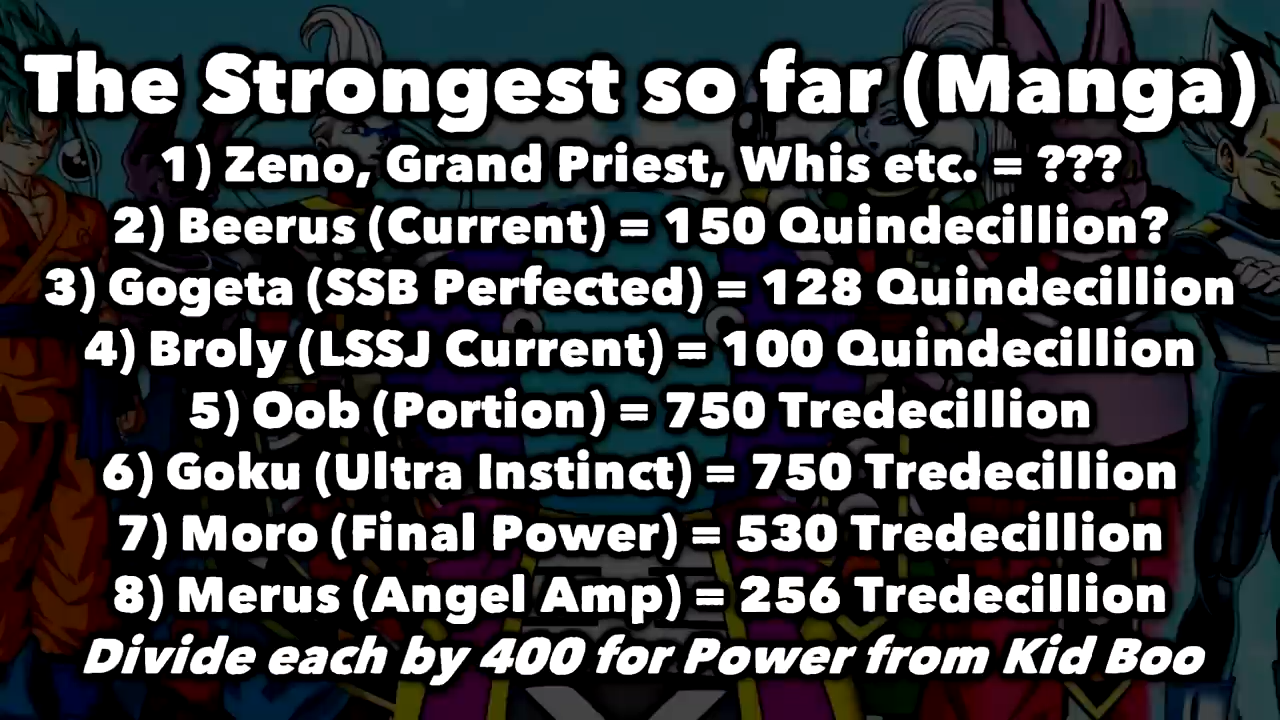 The Strongest so far (Manga)
1) Zeno, Grand Priest, Whis etc. = ???
2) Beerus (Current) = 150 Quindecillion?
3) Gogeta (SSB Perfected) = 128 Quindecillion
4) Broly (LSSJ Current) = 100 Quindecillion
5) Oob (Portion) = 750 Tredecillion
6) Goku (Ultra Instinct) = 750 Tredecillion
7) Moro (Final Power) = 530 Tredecillion
8) Merus (Angel Amp) = 256 Tredecillion
Divide each by 400 for Power from Kid Boo